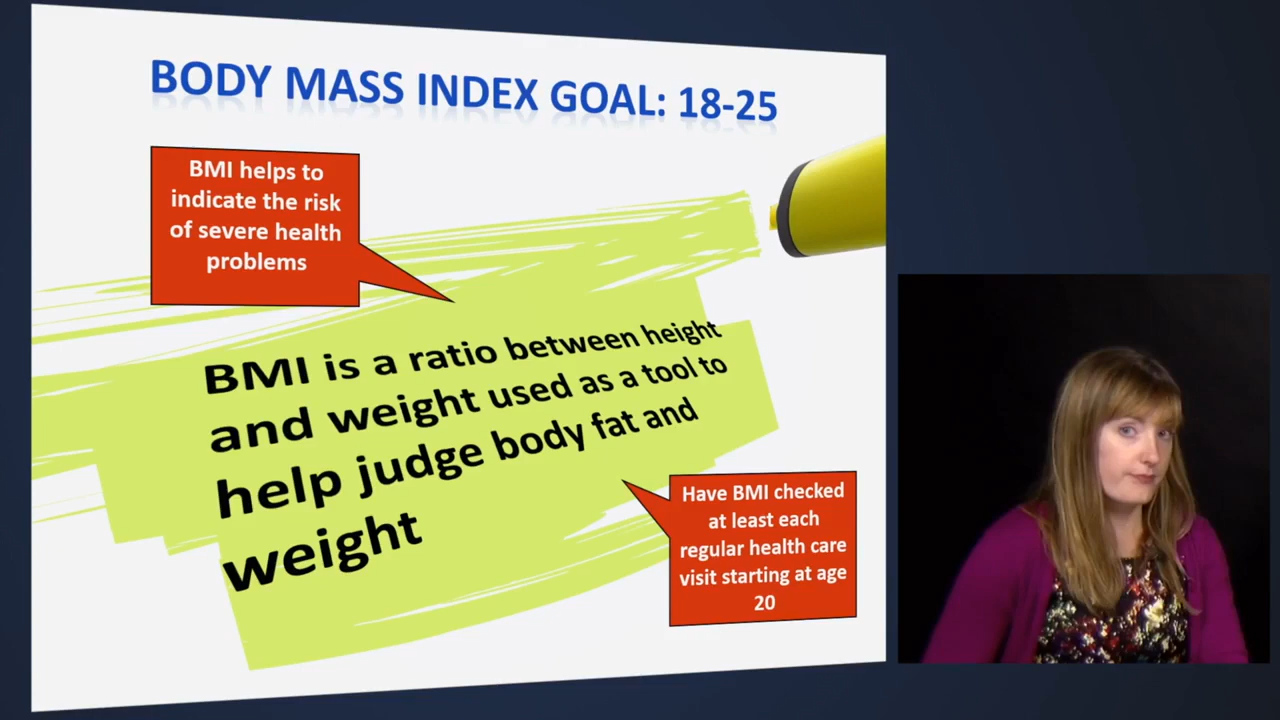 BODY MASS INDEX GOAL: 18-25
BMI helps to
indicate the risk
of severe health
problems
BMI is a ratio between height
and weight used as a tool to
help judge body fat and
weight
Have BMI checked
at least each
regular health care
visit starting at age
20